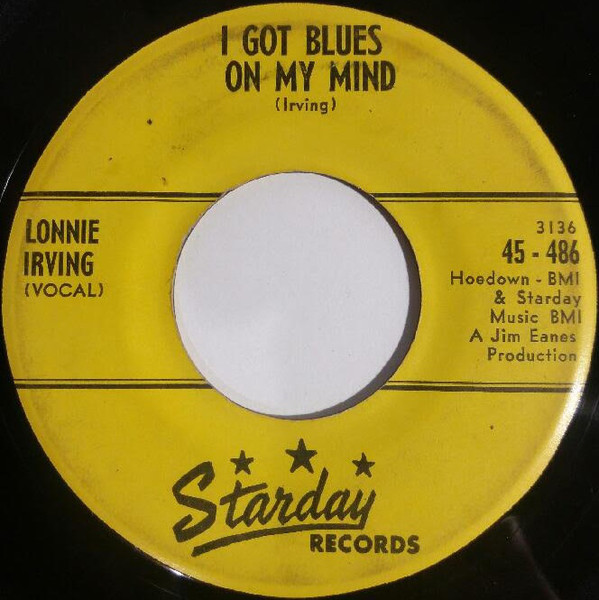 I GOT BLUES
ON MY MIND
(Irving)
LONNIE
IRVING
(VOCAL)
3136
45 - 486
Hoedown - BMI
& Starday
Music BMI
A Jim Eanes
Production
Starday
RECORDS